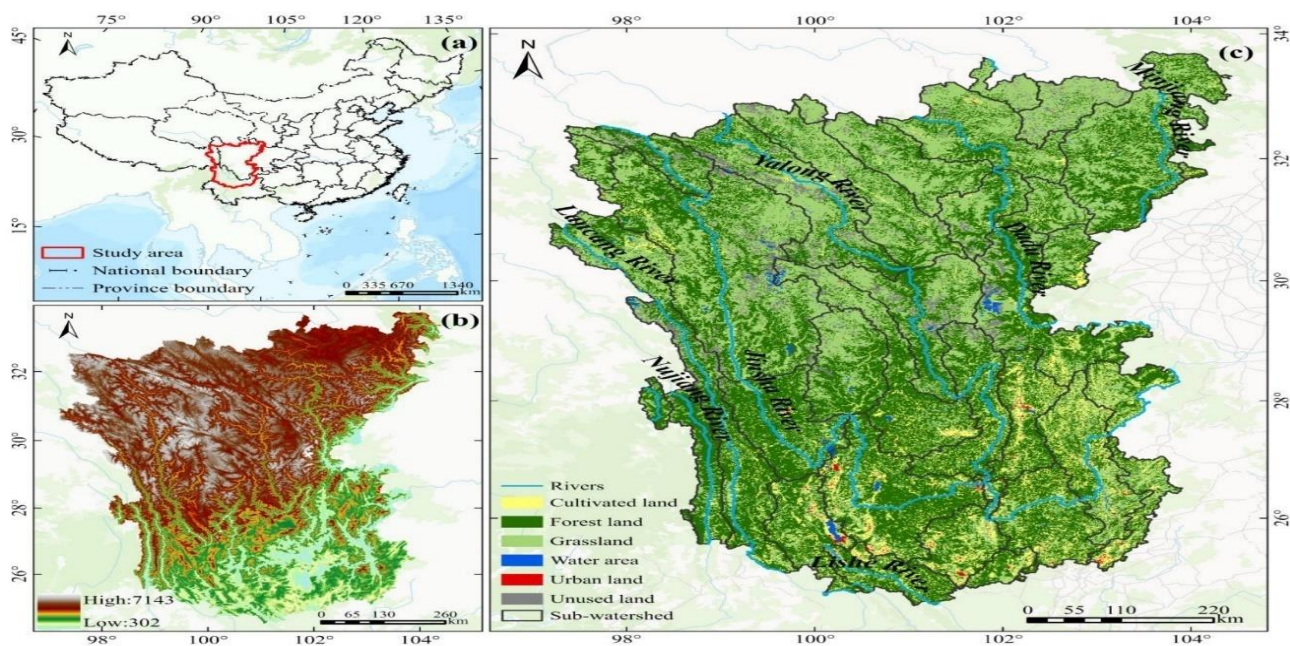 75° 90° 105° 120° 135°
45°
30°
15°
N
(a)
Study area
National boundary
Province boundary
0 335 670 1340
km
N
(b)
32°
30°
28°
26°
High:7143
Low:302
0 65 130 260
km
98° 100° 102° 104°
98° 100° 102° 104°
34°
32°
30°
28°
26°
N
(c)
Minjiang River
Yalong River
Dadu River
Lancang River
Jinsha River
Nujiang River
Lishe River
Rivers
Cultivated land
Forest land
Grassland
Water area
Urban land
Unused land
Sub-watershed
0 55 110 220
km
98° 100° 102° 104°